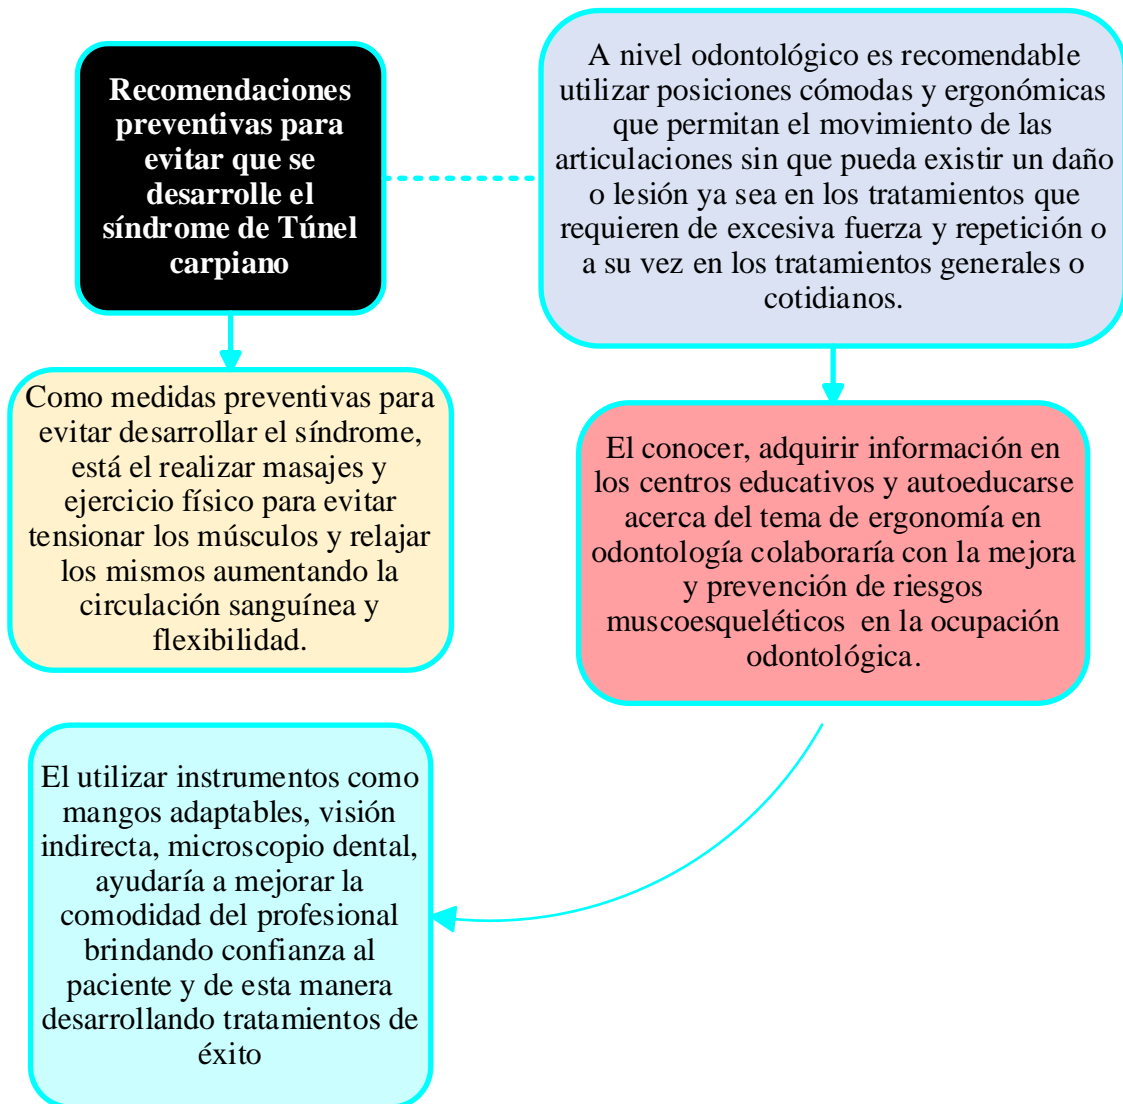 Recomendaciones
preventivas para
evitar que se
desarrolle el
síndrome de Túnel
carpiano
A nivel odontológico es recomendable
utilizar posiciones cómodas y ergonómicas
que permitan el movimiento de las
articulaciones sin que pueda existir un daño
o lesión ya sea en los tratamientos que
requieren de excesiva fuerza y repetición o
a su vez en los tratamientos generales o
cotidianos.
Como medidas preventivas para
evitar desarrollar el síndrome,
está el realizar masajes y
ejercicio físico para evitar
tensionar los músculos y relajar
los mismos aumentando la
circulación sanguínea y
flexibilidad.
El conocer, adquirir información en
los centros educativos y autoeducarse
acerca del tema de ergonomía en
odontología colaboraría con la mejora
y prevención de riesgos
muscoesqueléticos  en la ocupación
odontológica.
El utilizar instrumentos como
mangos adaptables, visión
indirecta, microscopio dental,
ayudaría a mejorar la
comodidad del profesional
brindando confianza al
paciente y de esta manera
desarrollando tratamientos de
éxito